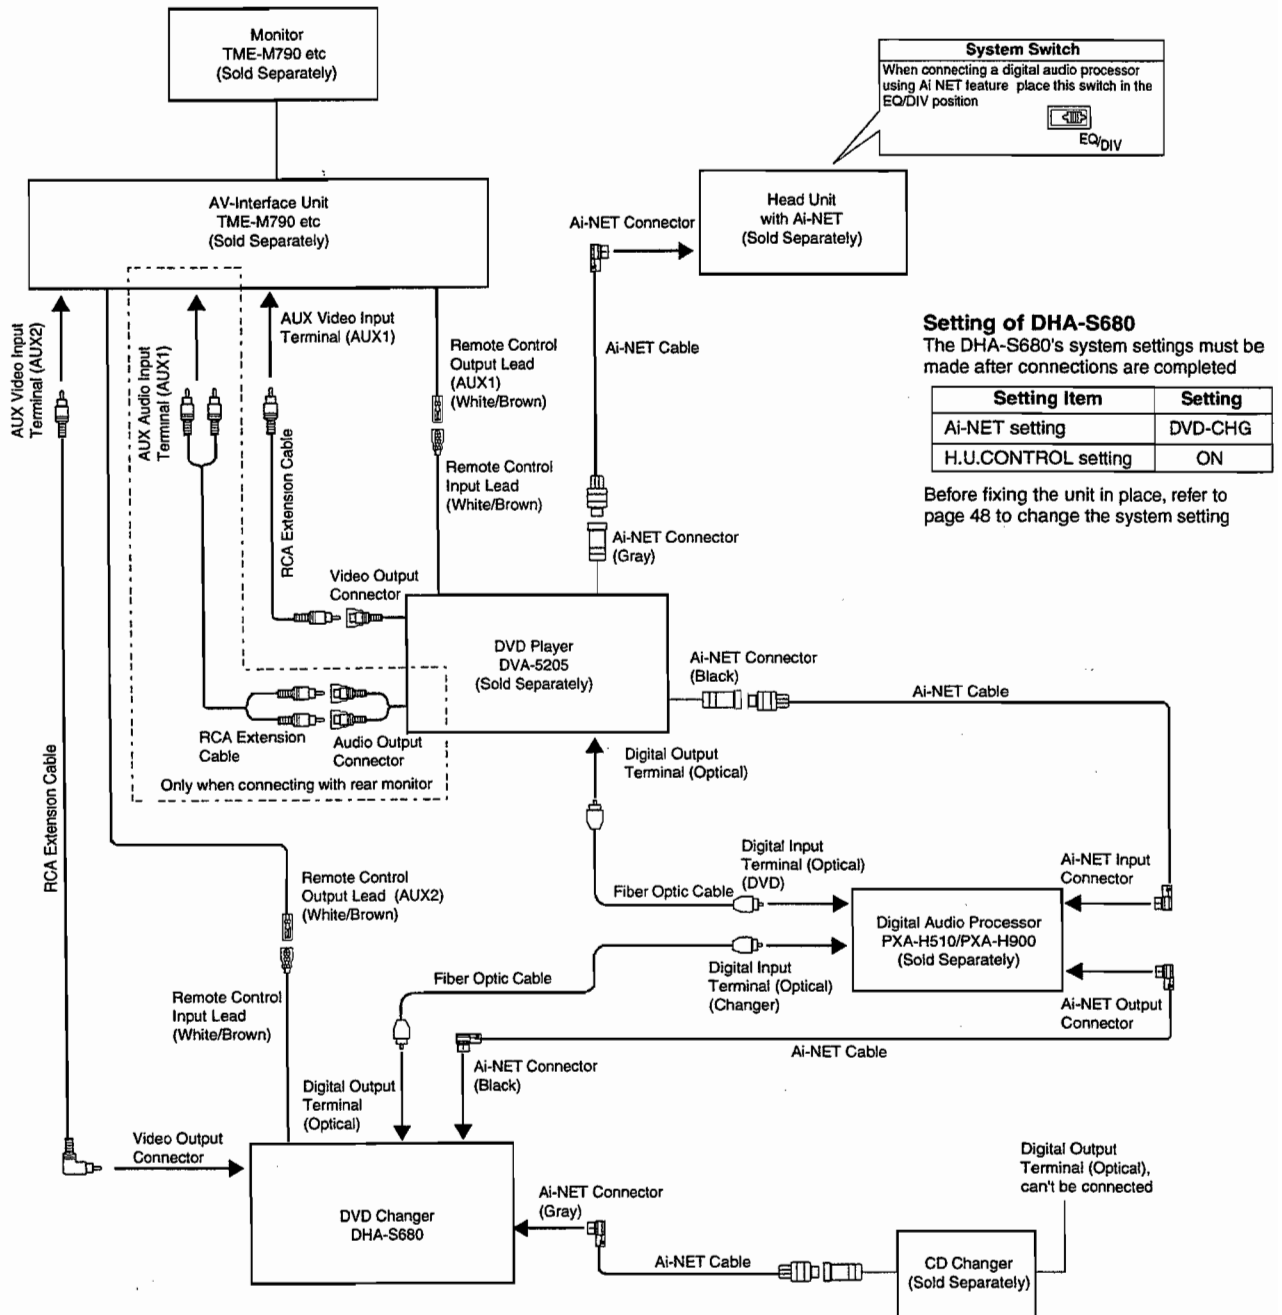 Monitor
TME-M790 etc
(Sold Separately)
System Switch
When connecting a digital audio processor
using Ai NET feature place this switch in the
EQ/DIV position
EQ/DIV
AV-Interface Unit
TME-M790 etc
(Sold Separately)
Head Unit
with Ai-NET
(Sold Separately)
Ai-NET Connector
AUX Video Input
Terminal (AUX2)
AUX Audio Input
Terminal (AUX1)
AUX Video Input
Terminal (AUX1)
Remote Control
Output Lead
(AUX1)
(White/Brown)
Ai-NET Cable
Setting of DHA-S680
The DHA-S680's system settings must be
made after connections are completed
Setting Item Setting
Ai-NET setting DVD-CHG
H.U.CONTROL setting ON
Before fixing the unit in place, refer to
page 48 to change the system setting
RCA Extension Cable
Remote Control
Input Lead
(White/Brown)
Ai-NET Connector
(Gray)
Video Output
Connector
DVD Player
DVA-5205
(Sold Separately)
Ai-NET Connector
(Black)
Ai-NET Cable
RCA Extension
Cable
Audio Output
Connector
Only when connecting with rear monitor
Digital Output
Terminal (Optical)
RCA Extension Cable
Digital Input
Terminal (Optical)
(DVD)
Fiber Optic Cable
Ai-NET Input
Connector
Remote Control
Output Lead (AUX2)
(White/Brown)
Digital Audio Processor
PXA-H510/PXA-H900
(Sold Separately)
Fiber Optic Cable
Digital Input
Terminal (Optical)
(Changer)
Remote Control
Input Lead
(White/Brown)
Ai-NET Output
Connector
Ai-NET Cable
Ai-NET Connector
(Black)
Digital Output
Terminal
(Optical)
Video Output
Connector
DVD Changer
DHA-S680
Ai-NET Connector
(Gray)
Ai-NET Cable
Digital Output
Terminal (Optical),
can't be connected
CD Changer
(Sold Separately)